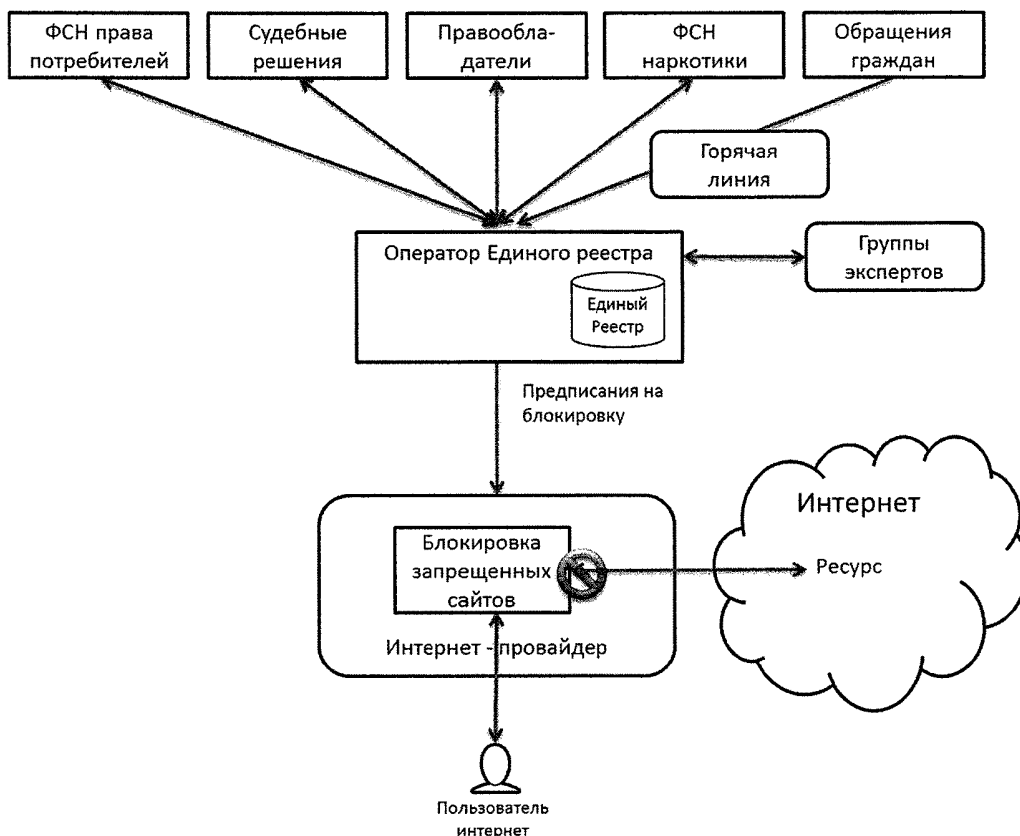 ФСН права
потребителей
Судебные
решения
Правообла-
датели
ФСН
наркотики
Обращения
граждан
Горячая
линия
Оператор Единого реестра
Единый
Реестр
Группы
экспертов
Предписания на
блокировку
Интернет
Ресурс
Блокировка
запрещенных
сайтов
Интернет - провайдер
Пользователь
интернет